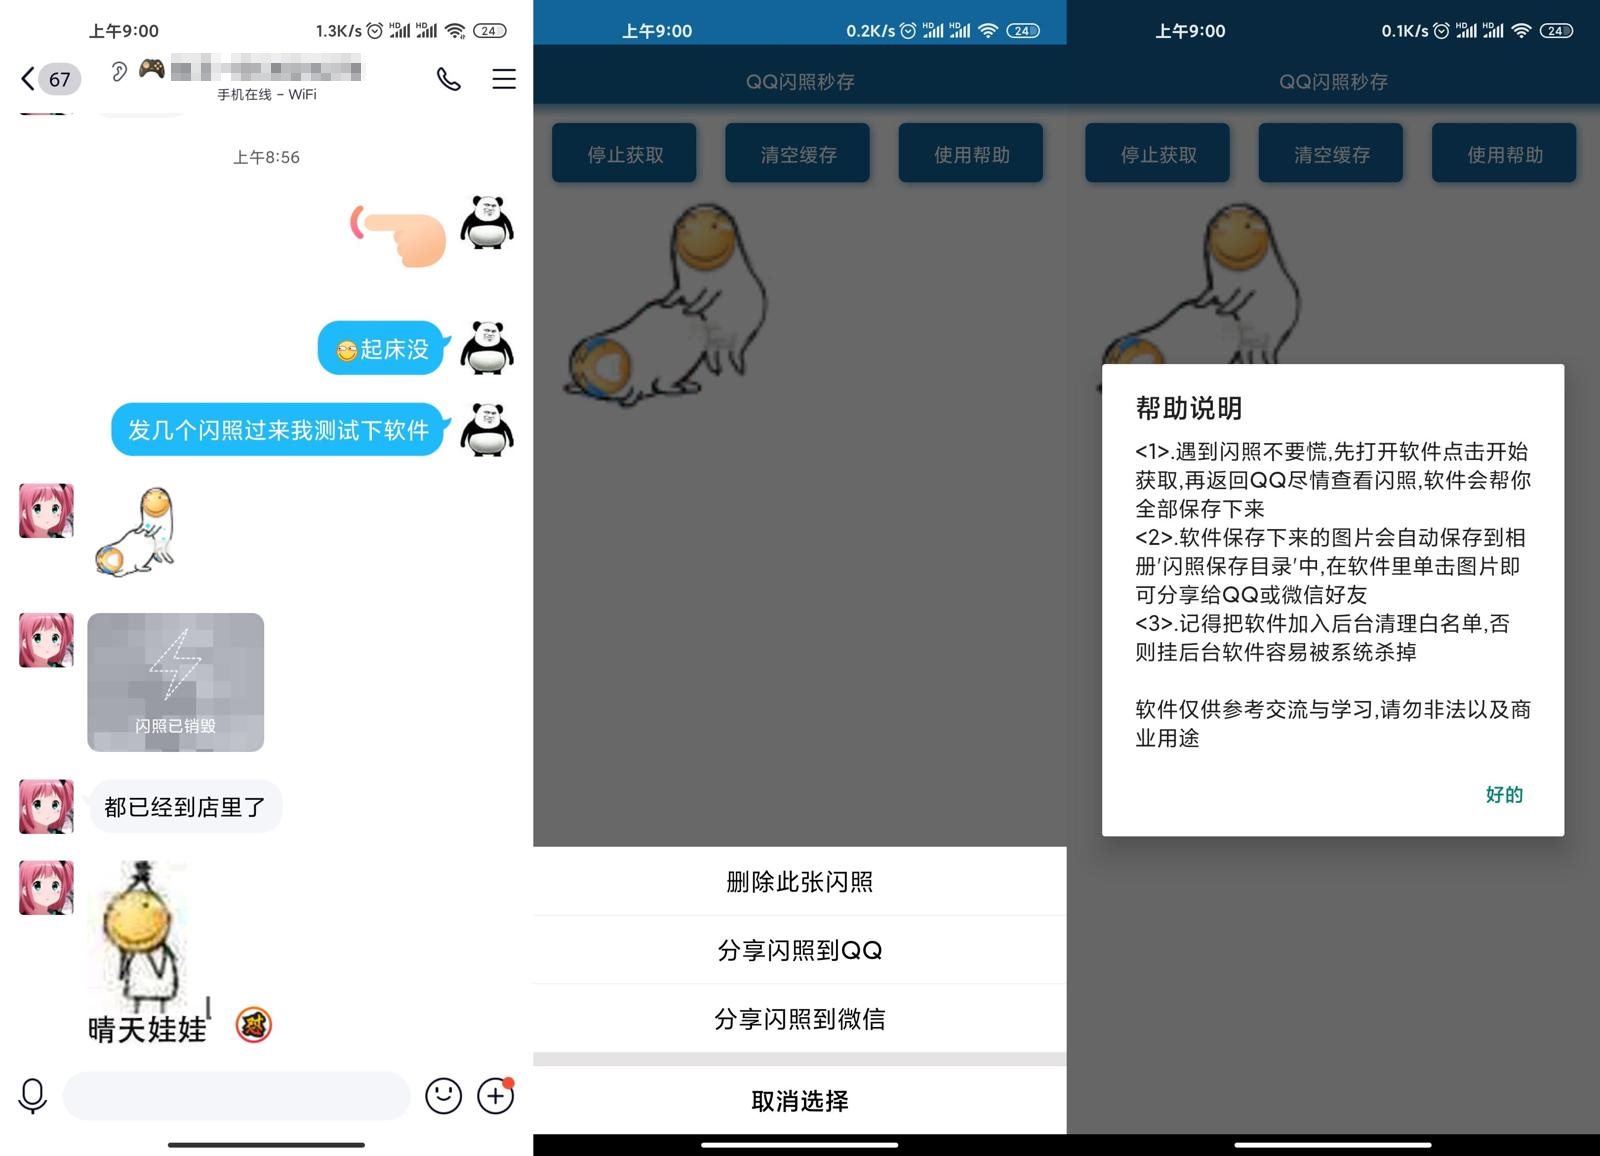 上午9:00
1.3K/s
HD
HD
24
67
手机在线 – WiFi
上午8:56
起床没
发几个闪照过来我测试下软件
闪照已销毁
都已经到店里了
晴天娃娃
怼
上午9:00
0.2K/s
HD
HD
24
QQ闪照秒存
停止获取
清空缓存
使用帮助
删除此张闪照
分享闪照到QQ
分享闪照到微信
取消选择
上午9:00
0.1K/s
HD
HD
24
QQ闪照秒存
停止获取
清空缓存
使用帮助
帮助说明
<1>.遇到闪照不要慌,先打开软件点击开始
获取,再返回QQ尽情查看闪照,软件会帮你
全部保存下来
<2>.软件保存下来的图片会自动保存到相
册'闪照保存目录'中,在软件里单击图片即
可分享给QQ或微信好友
<3>.记得把软件加入后台清理白名单,否
则挂后台软件容易被系统杀掉
软件仅供参考交流与学习,请勿非法以及商
业用途
好的